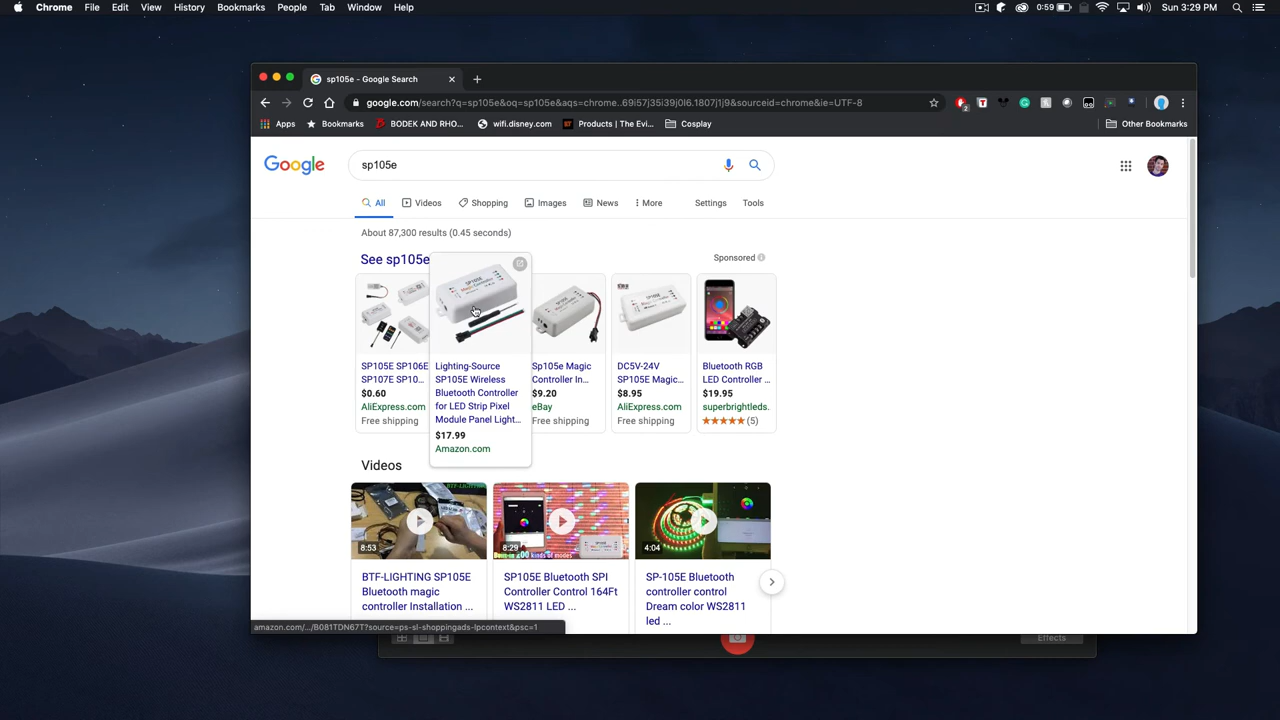 Chrome File Edit View History Bookmarks People Tab Window Help 0:59 Sun 3:29 PM
sp105e - Google Search
google.com/search?q=sp105e&oq=sp105e&aqs=chrome..69i57j35i39j0l6.1807j1j9&sourceid=chrome&ie=UTF-8
Apps Bookmarks BODEK AND RHO... wifi.disney.com Products | The Evi... Cosplay Other Bookmarks
Google sp105e
All Videos Shopping Images News More Settings Tools
About 87,300 results (0.45 seconds)
See sp105e Sponsored
SP105E SP106E
SP107E SP10...
$0.60
AliExpress.com
Free shipping
Lighting-Source
SP105E Wireless
Bluetooth Controller
for LED Strip Pixel
Module Panel Light...
$17.99
Amazon.com
Sp105e Magic
Controller In...
$9.20
eBay
Free shipping
DC5V-24V
SP105E Magic...
$8.95
AliExpress.com
Free shipping
Bluetooth RGB
LED Controller ...
$19.95
superbrightleds.
(5)
Videos
8:53
BTF-LIGHTING SP105E
Bluetooth magic
controller Installation ...
8:29
SP105E Bluetooth SPI
Controller Control 164Ft
WS2811 LED ...
4:04
SP-105E Bluetooth
controller control
Dream color WS2811
led ...
amazon.com/.../B081TDN67T?source=ps-sl-shoppingads-lpcontext&psc=1
Effects